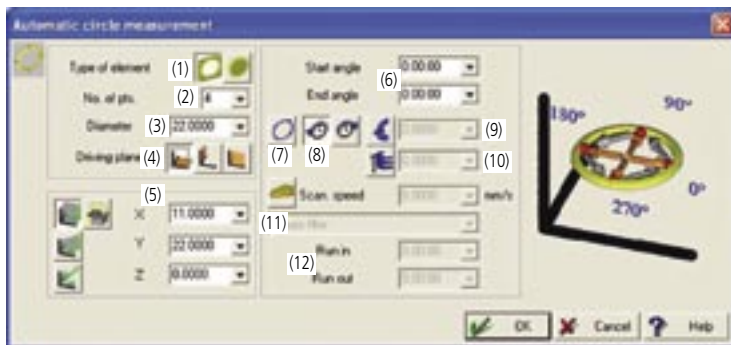 Automatic circle measurement
Type of element (1)
No. of pts. (2) 4
Diameter (3) 22.0000
Driving plane (4)
(5)
X 11.0000
Y 22.0000
Z 8.0000
Start angle 0:00:00
(6)
End angle 0:00:00
(7) (8) (9)
(10)
Scan. speed mm/s
(11)
Run in
(12)
Run out
180° 90°
0°
270°
OK Cancel Help